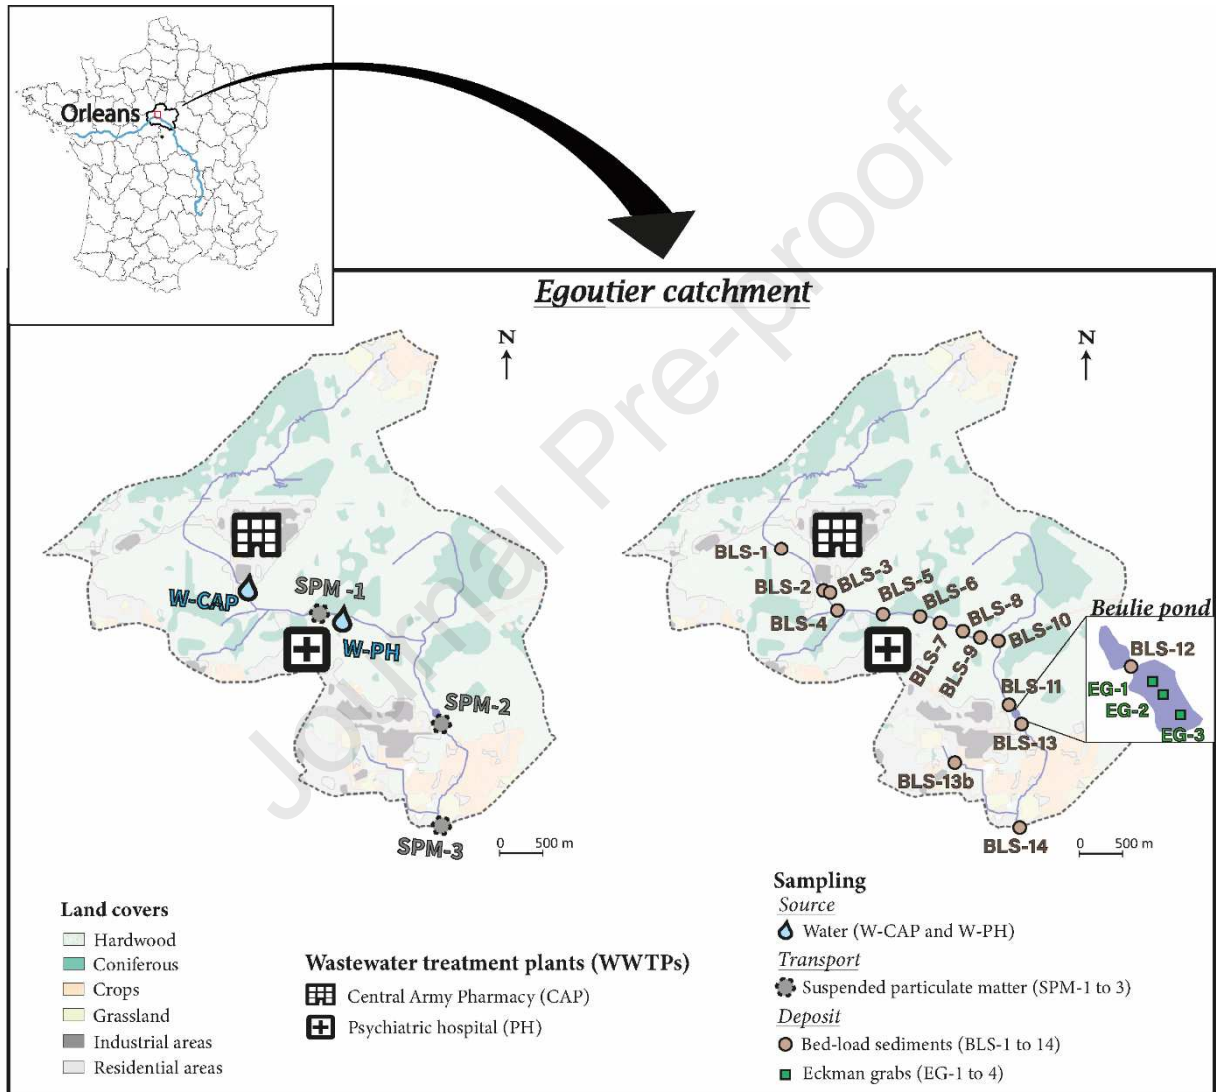 Orleans
Journal Pre-proof
Egoutier catchment
N
N
W-CAP
SPM -1
W-PH
SPM-2
SPM-3
0 500 m
BLS-1
BLS-2
BLS-3
BLS-4
BLS-5
BLS-6
BLS-7
BLS-8
BLS-9
BLS-10
BLS-11
BLS-13
BLS-13b
BLS-14
Beulie pond
BLS-12
EG-1
EG-2
EG-3
0 500 m
Land covers
Hardwood
Coniferous
Crops
Grassland
Industrial areas
Residential areas
Wastewater treatment plants (WWTPs)
Central Army Pharmacy (CAP)
Psychiatric hospital (PH)
Sampling
Source
Water (W-CAP and W-PH)
Transport
Suspended particulate matter (SPM-1 to 3)
Deposit
Bed-load sediments (BLS-1 to 14)
Eckman grabs (EG-1 to 4)